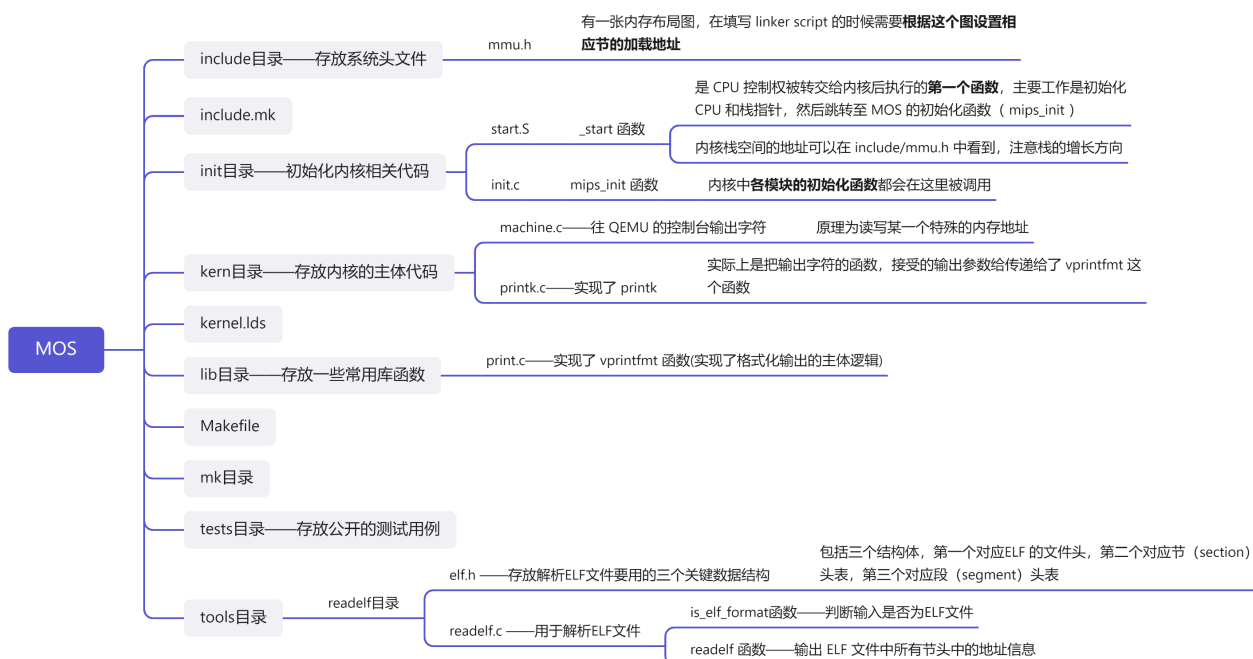 有一张内存布局图，在填写 linker script 的时候需要根据这个图设置相
应节的加载地址
mmu.h
include目录——存放系统头文件
是 CPU 控制权被转交给内核后执行的第一个函数，主要工作是初始化
CPU 和栈指针，然后跳转至 MOS 的初始化函数（ mips_init ）
include.mk
start.S
_start 函数
内核栈空间的地址可以在 include/mmu.h 中看到，注意栈的增长方向
init目录——初始化内核相关代码
init.c
mips_init 函数
内核中各模块的初始化函数都会在这里被调用
machine.c——往 QEMU 的控制台输出字符
原理为读写某一个特殊的内存地址
kern目录——存放内核的主体代码
实际上是把输出字符的函数，接受的输出参数给传递给了 vprintfmt 这
个函数
printk.c——实现了 printk
kernel.lds
MOS
lib目录——存放一些常用库函数
print.c——实现了 vprintfmt 函数(实现了格式化输出的主体逻辑)
Makefile
mk目录
tests目录——存放公开的测试用例
包括三个结构体，第一个对应ELF 的文件头，第二个对应节（section）
头表，第三个对应段（segment）头表
elf.h ——存放解析ELF文件要用的三个关键数据结构
readelf目录
tools目录
is_elf_format函数——判断输入是否为ELF文件
readelf.c ——用于解析ELF文件
readelf 函数——输出 ELF 文件中所有节头中的地址信息